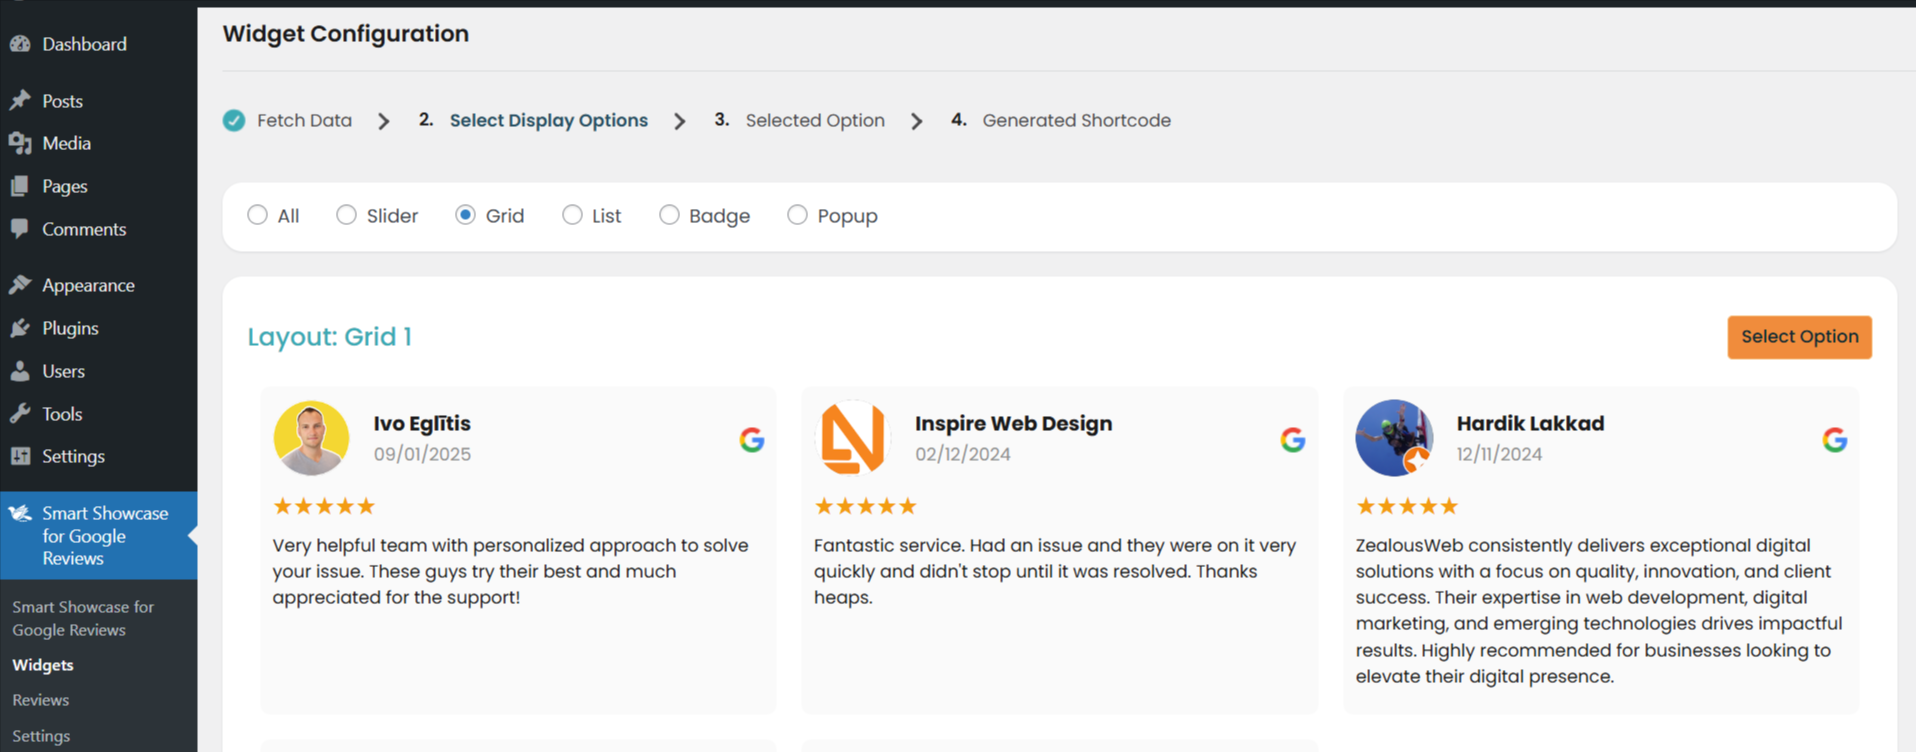 Dashboard
Posts
Media
Pages
Comments
Appearance
Plugins
Users
Tools
Settings
Smart Showcase
for Google
Reviews
Smart Showcase for
Google Reviews
Widgets
Reviews
Settings
Widget Configuration
Fetch Data 2. Select Display Options 3. Selected Option 4. Generated Shortcode
All Slider Grid List Badge Popup
Layout: Grid 1
Select Option
Ivo Eglītis
09/01/2025
Very helpful team with personalized approach to solve
your issue. These guys try their best and much
appreciated for the support!
Inspire Web Design
02/12/2024
Fantastic service. Had an issue and they were on it very
quickly and didn't stop until it was resolved. Thanks
heaps.
Hardik Lakkad
12/11/2024
ZealousWeb consistently delivers exceptional digital
solutions with a focus on quality, innovation, and client
success. Their expertise in web development, digital
marketing, and emerging technologies drives impactful
results. Highly recommended for businesses looking to
elevate their digital presence.